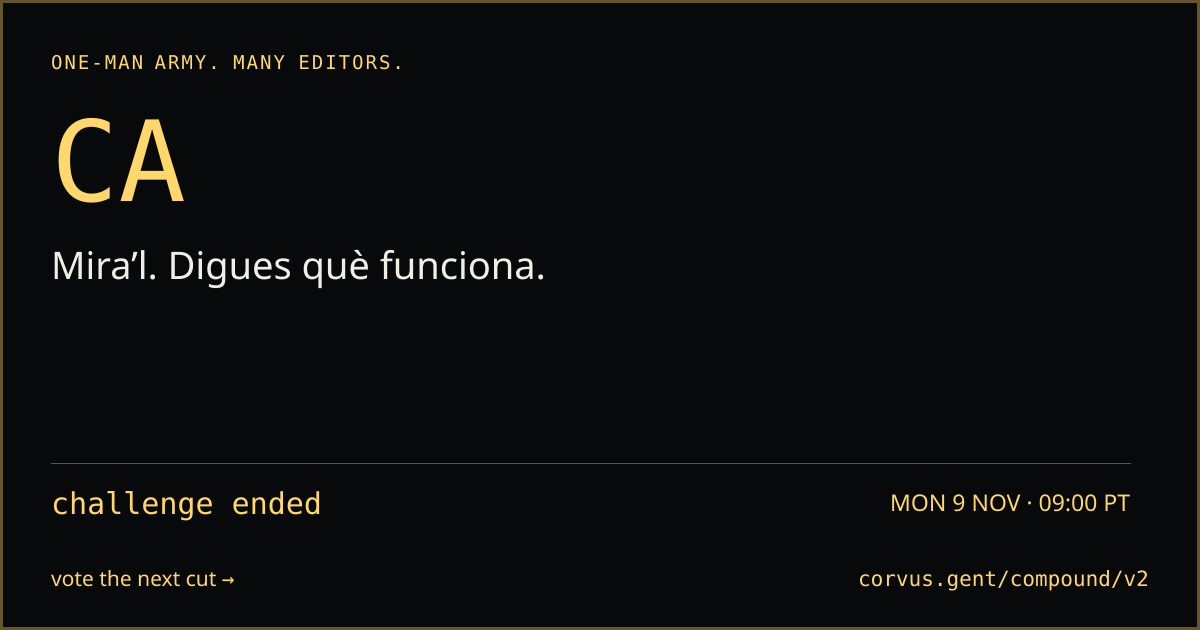 ONE-MAN ARMY. MANY EDITORS.
CA
Mira’l. Digues què funciona.
challenge ended
MON 9 NOV · 09:00 PT
vote the next cut →
corvus.gent/compound/v2